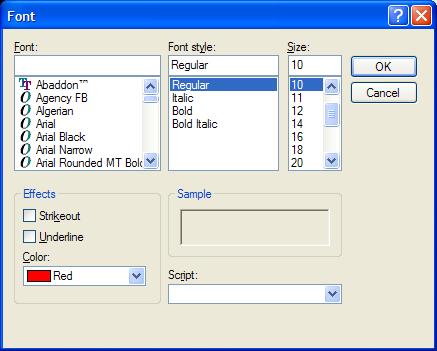 Font
Font: Font style: Size:
Regular 10
OK
Cancel
Abaddon™
Agency FB
Algerian
Arial
Arial Black
Arial Narrow
Arial Rounded MT Bold
Regular
Italic
Bold
Bold Italic
10
11
12
14
16
18
20
Effects
Strikeout
Underline
Color:
Red
Sample
Script: